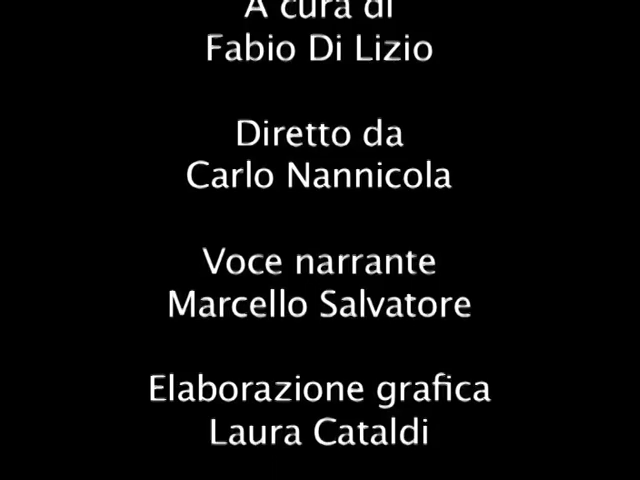 A cura di
Fabio Di Lizio
Diretto da
Carlo Nannicola
Voce narrante
Marcello Salvatore
Elaborazione grafica
Laura Cataldi